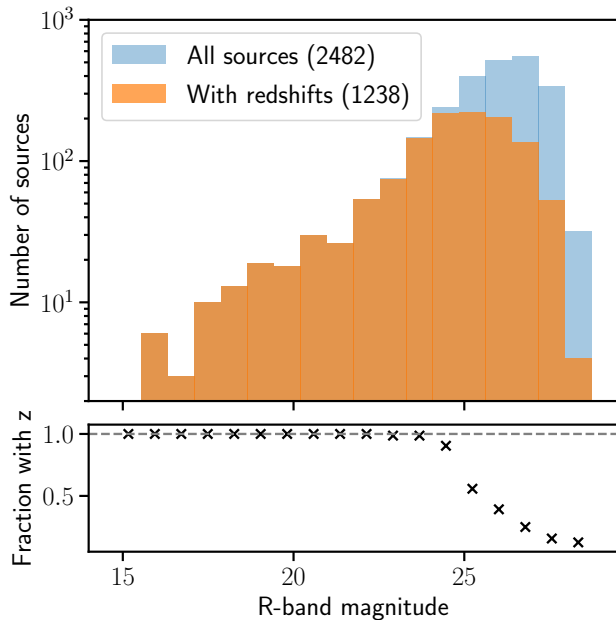 All sources (2482)
With redshifts (1238)
Number of sources
10³
10²
10¹
Fraction with z
1.0
0.5
15 20 25
R-band magnitude